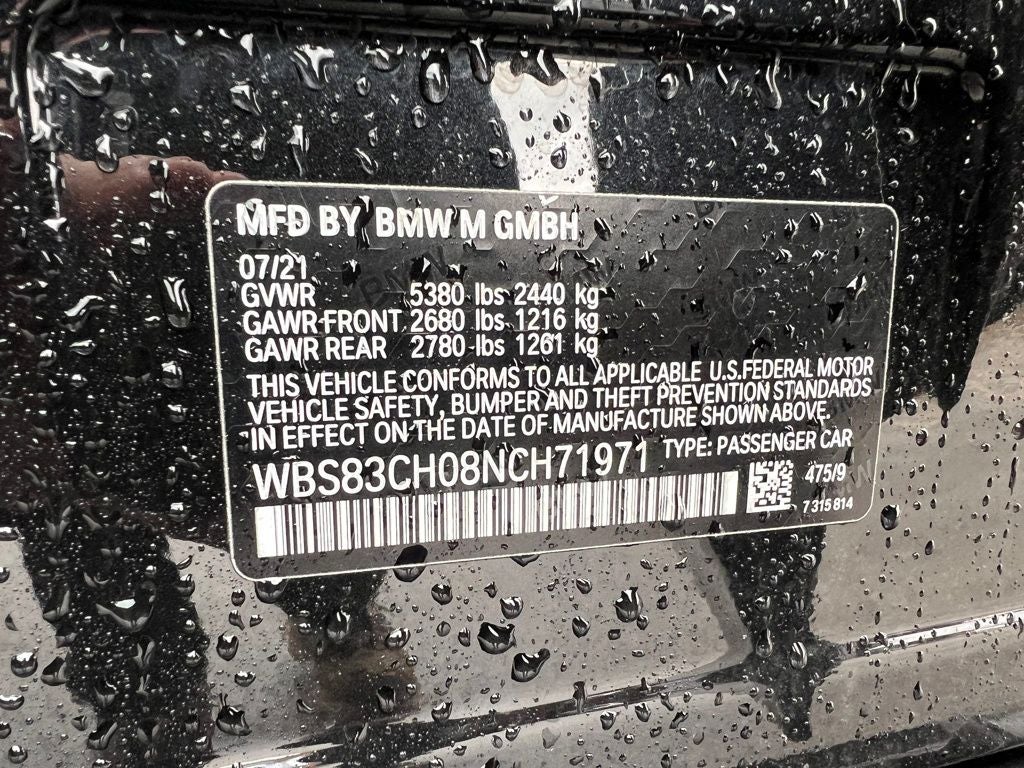 MFD BY BMW M GMBH
07/21
GVWR 5380 lbs 2440 kg
GAWR FRONT 2680 lbs 1216 kg
GAWR REAR 2780 lbs 1261 kg
THIS VEHICLE CONFORMS TO ALL APPLICABLE U.S.FEDERAL MOTOR
VEHICLE SAFETY, BUMPER AND THEFT PREVENTION STANDARDS
IN EFFECT ON THE DATE OF MANUFACTURE SHOWN ABOVE.
WBS83CH08NCH71971 TYPE: PASSENGER CAR
475/9
7 315 814